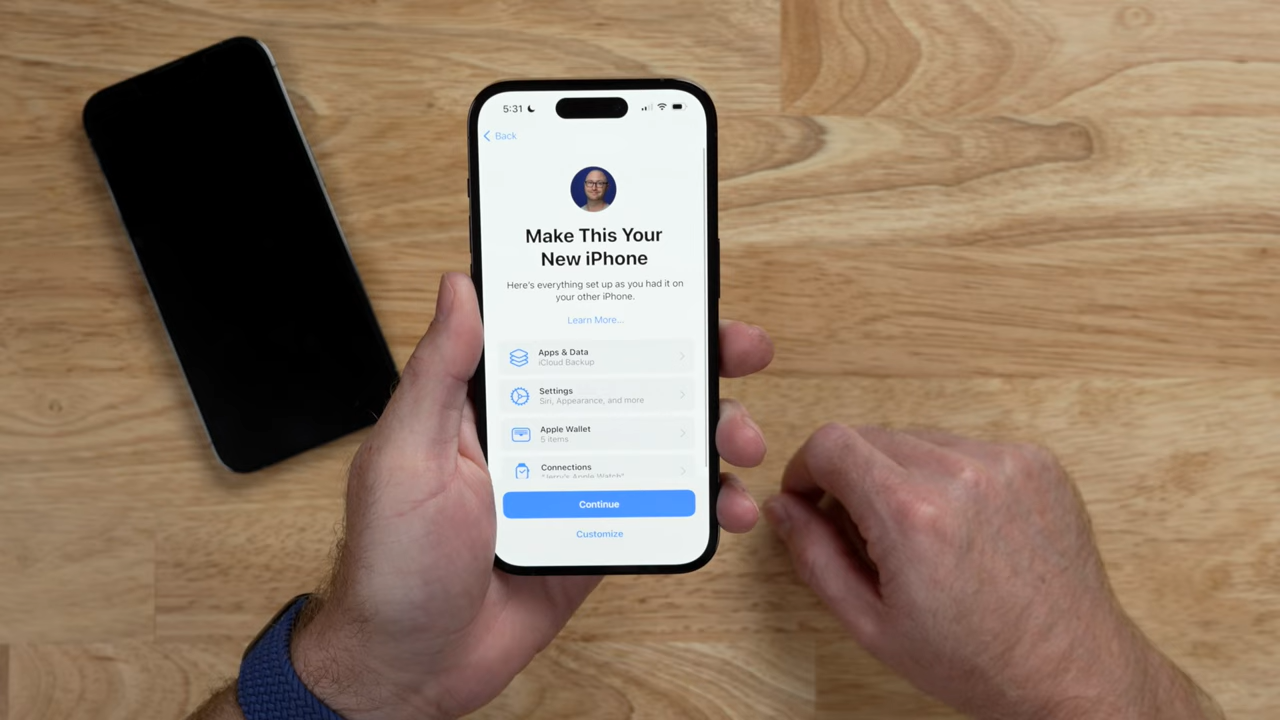 5:31
Back
Make This Your
New iPhone
Here's everything set up as you had it on
your other iPhone.
Learn More...
Apps & Data
iCloud Backup
Settings
Siri, Appearance, and more
Apple Wallet
5 items
Connections
Apple Watch"
Continue
Customize